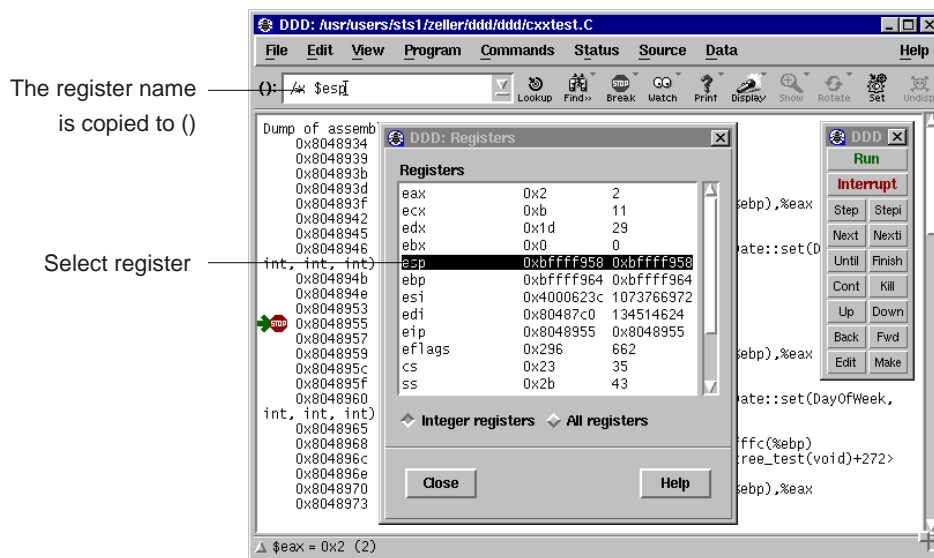 DDD: /usr/users/sts1/zeller/ddd/ddd/cxxtest.C
File Edit View Program Commands Status Source Data Help
The register name
is copied to ()
(): /x $esp
Lookup Find>> Break Watch Print Display Show Rotate Set Undisp
Dump of assemb
0x8048934
0x8048939
0x804893b
0x804893d
0x804893f
0x8048942
0x8048945
0x8048946
int, int, int)
0x804894b
0x804894e
0x8048953
STOP
0x8048955
0x8048957
0x8048959
0x804895c
0x804895f
0x8048960
int, int, int)
0x8048965
0x8048968
0x804896c
0x804896e
0x8048970
0x8048973
Select register
DDD: Registers
Registers
eax 0x2 2
ecx 0xb 11
edx 0x1d 29
ebx 0x0 0
esp 0xbffff958 0xbffff958
ebp 0xbffff964 0xbffff964
esi 0x4000623c 1073766972
edi 0x80487c0 134514624
eip 0x8048955 0x8048955
eflags 0x296 662
cs 0x23 35
ss 0x2b 43
Integer registers All registers
Close Help
%ebp),%eax
Date::set(D
%ebp),%eax
Date::set(DayOfWeek,
fffc(%ebp)
tree_test(void)+272>
%ebp),%eax
DDD
Run
Interrupt
Step Stepi
Next Nexti
Until Finish
Cont Kill
Up Down
Back Fwd
Edit Make
$eax = 0x2 (2)